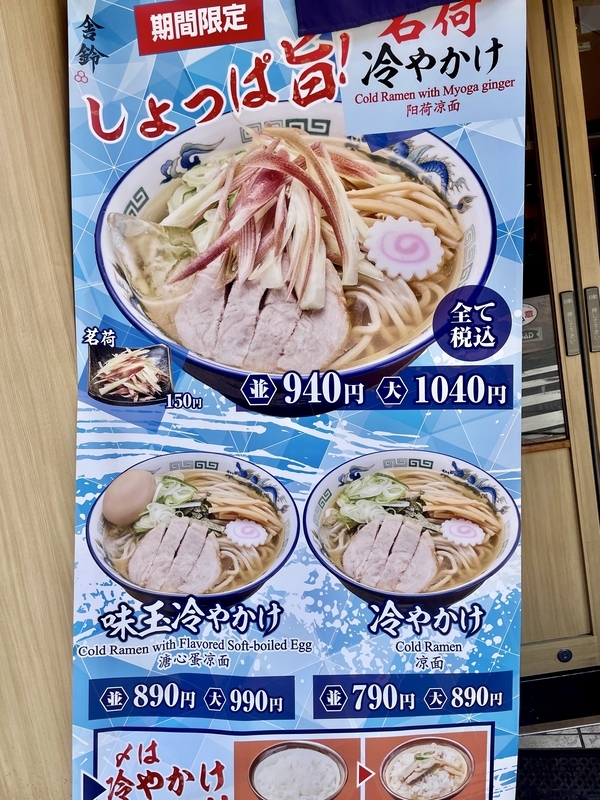 舎鈴
期間限定
しょっぱ旨!
茗荷
冷やかけ
Cold Ramen with Myoga ginger
阳荷凉面
全て
税込
茗荷
150円
並 940円 大 1040円
味玉冷やかけ
Cold Ramen with Flavored Soft-boiled Egg
溏心蛋凉面
並 890円 大 990円
冷やかけ
Cold Ramen
凉面
並 790円 大 890円
〆は
冷やかけ